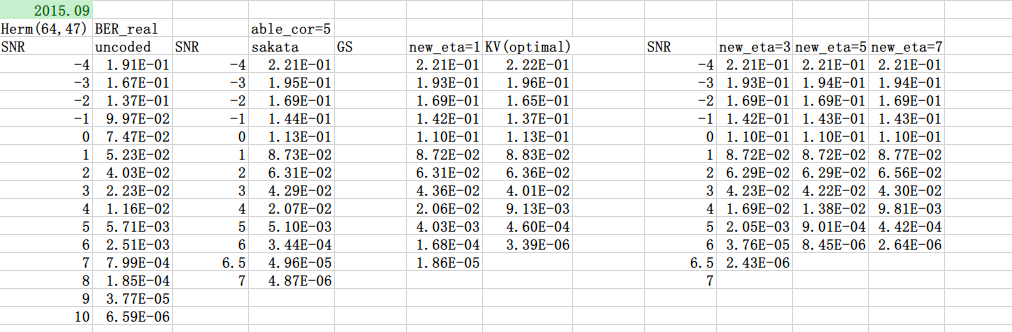 2015.09
Herm(64,47) BER_real able_cor=5
SNR uncoded SNR sakata GS new_eta=1 KV(optimal) SNR new_eta=3 new_eta=5 new_eta=7
-4 1.91E-01 -4 2.21E-01 2.21E-01 2.22E-01 -4 2.21E-01 2.21E-01 2.21E-01
-3 1.67E-01 -3 1.95E-01 1.93E-01 1.96E-01 -3 1.93E-01 1.94E-01 1.94E-01
-2 1.37E-01 -2 1.69E-01 1.69E-01 1.65E-01 -2 1.69E-01 1.69E-01 1.69E-01
-1 9.97E-02 -1 1.44E-01 1.42E-01 1.37E-01 -1 1.42E-01 1.43E-01 1.43E-01
0 7.47E-02 0 1.13E-01 1.10E-01 1.13E-01 0 1.10E-01 1.10E-01 1.10E-01
1 5.23E-02 1 8.73E-02 8.72E-02 8.83E-02 1 8.72E-02 8.72E-02 8.77E-02
2 4.03E-02 2 6.31E-02 6.31E-02 6.36E-02 2 6.29E-02 6.29E-02 6.56E-02
3 2.23E-02 3 4.29E-02 4.36E-02 4.01E-02 3 4.23E-02 4.22E-02 4.30E-02
4 1.16E-02 4 2.07E-02 2.06E-02 9.13E-03 4 1.69E-02 1.38E-02 9.81E-03
5 5.71E-03 5 5.10E-03 4.03E-03 4.60E-04 5 2.05E-03 9.01E-04 4.42E-04
6 2.51E-03 6 3.44E-04 1.68E-04 3.39E-06 6 3.76E-05 8.45E-06 2.64E-06
7 7.99E-04 6.5 4.96E-05 1.86E-05 6.5 2.43E-06
8 1.85E-04 7 4.87E-06 7
9 3.77E-05
10 6.59E-06